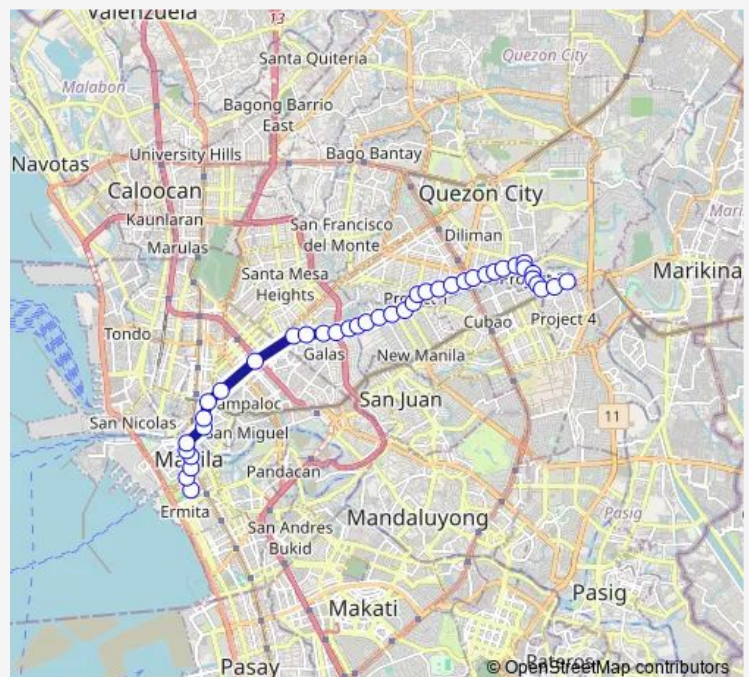 Valenzuela
13
Santa Quiteria
Quezon City
Malabon
Bagong Barrio
East
University Hills
Bago Bantay
Navotas
Caloocan
Quezon City
Kaunlaran
San Francisco
del Monte
Marulas
Diliman
Santa Mesa
Heights
Marikina
Tondo
Cubao
Project 4
Galas
New Manila
San Juan
San Nicolas
San Miguel
11
Pandacan
Ermita
Mandaluyong
San Andres
Bukid
Pasig
Makati
Pasig
Pasay
© OpenStreetMap contributors